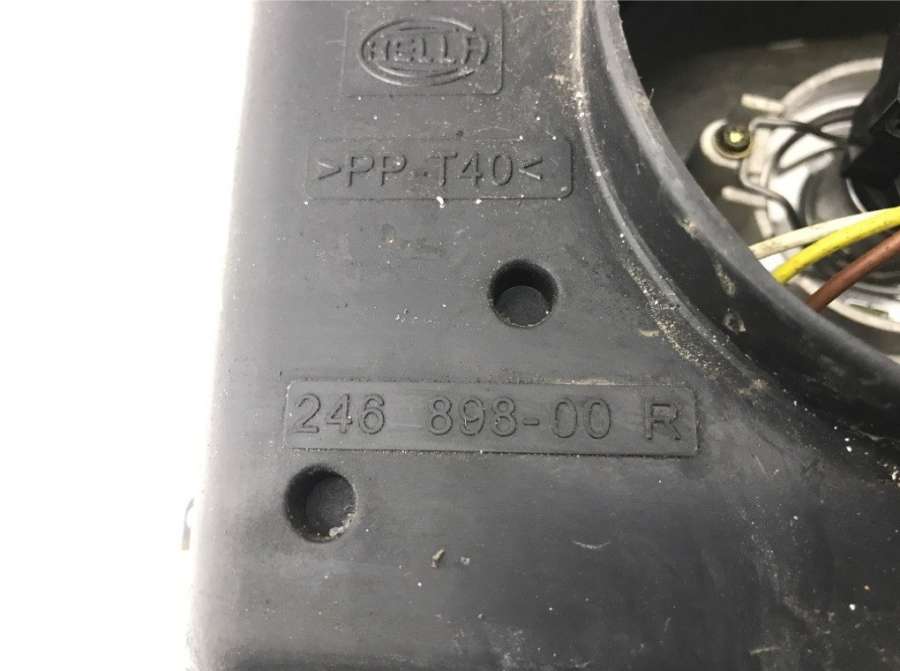 HELLA
>PP-T40<
246 898-00 R